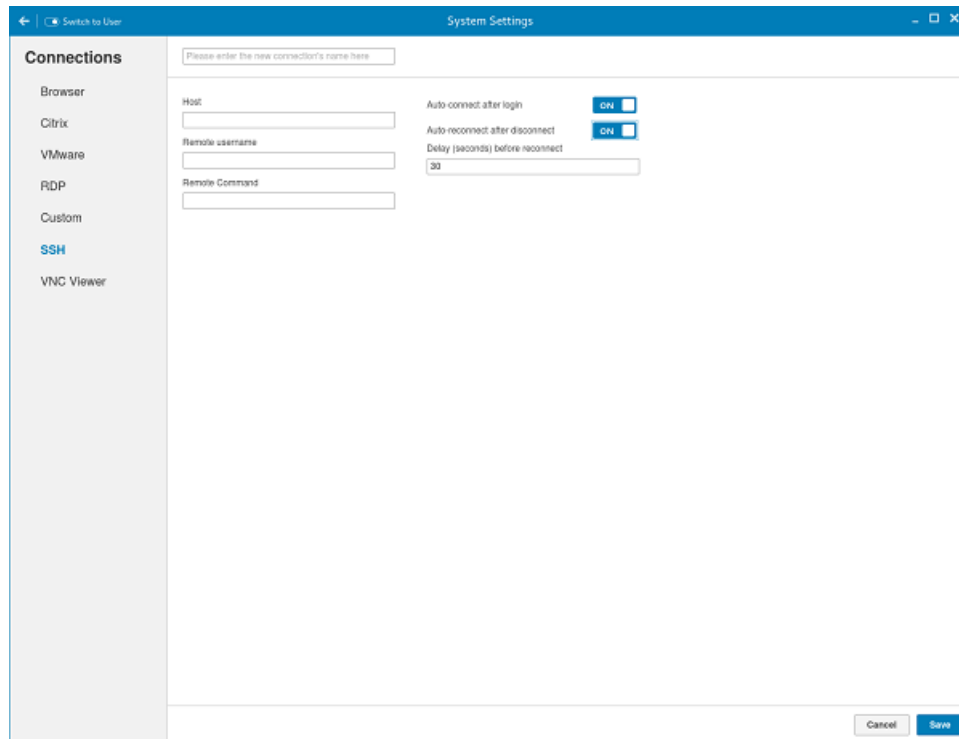 Switch to User
System Settings
Connections
Browser
Citrix
VMware
RDP
Custom
SSH
VNC Viewer
Please enter the new connection's name here
Host
Remote username
Remote Command
Auto connect after login
ON
Auto reconnect after disconnect
ON
Delay (seconds) before reconnect
30
Cancel
Save